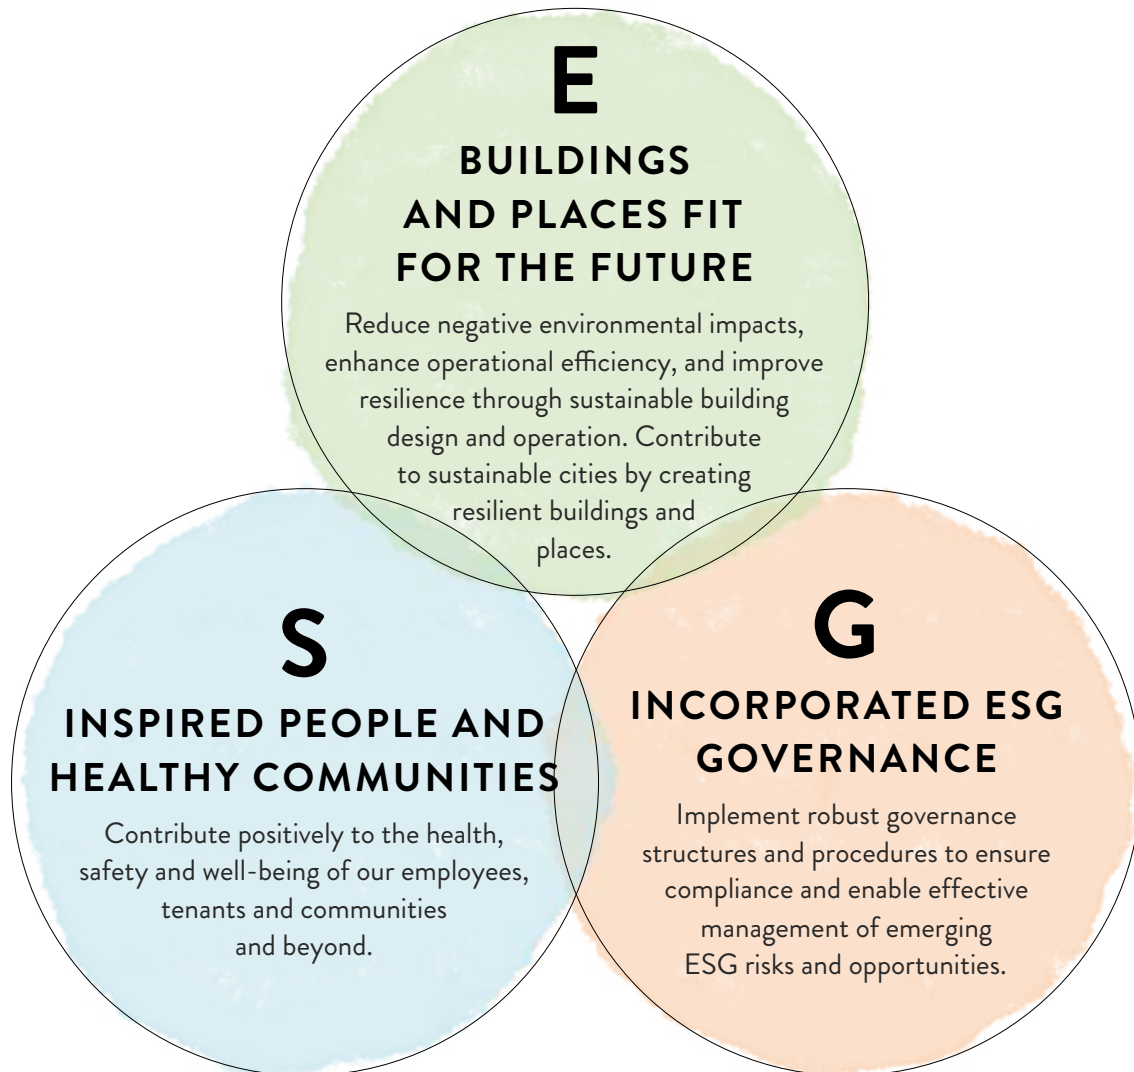 E
BUILDINGS
AND PLACES FIT
FOR THE FUTURE
Reduce negative environmental impacts,
enhance operational efficiency, and improve
resilience through sustainable building
design and operation. Contribute
to sustainable cities by creating
resilient buildings and
places.
S
INSPIRED PEOPLE AND
HEALTHY COMMUNITIES
Contribute positively to the health,
safety and well-being of our employees,
tenants and communities
and beyond.
G
INCORPORATED ESG
GOVERNANCE
Implement robust governance
structures and procedures to ensure
compliance and enable effective
management of emerging
ESG risks and opportunities.